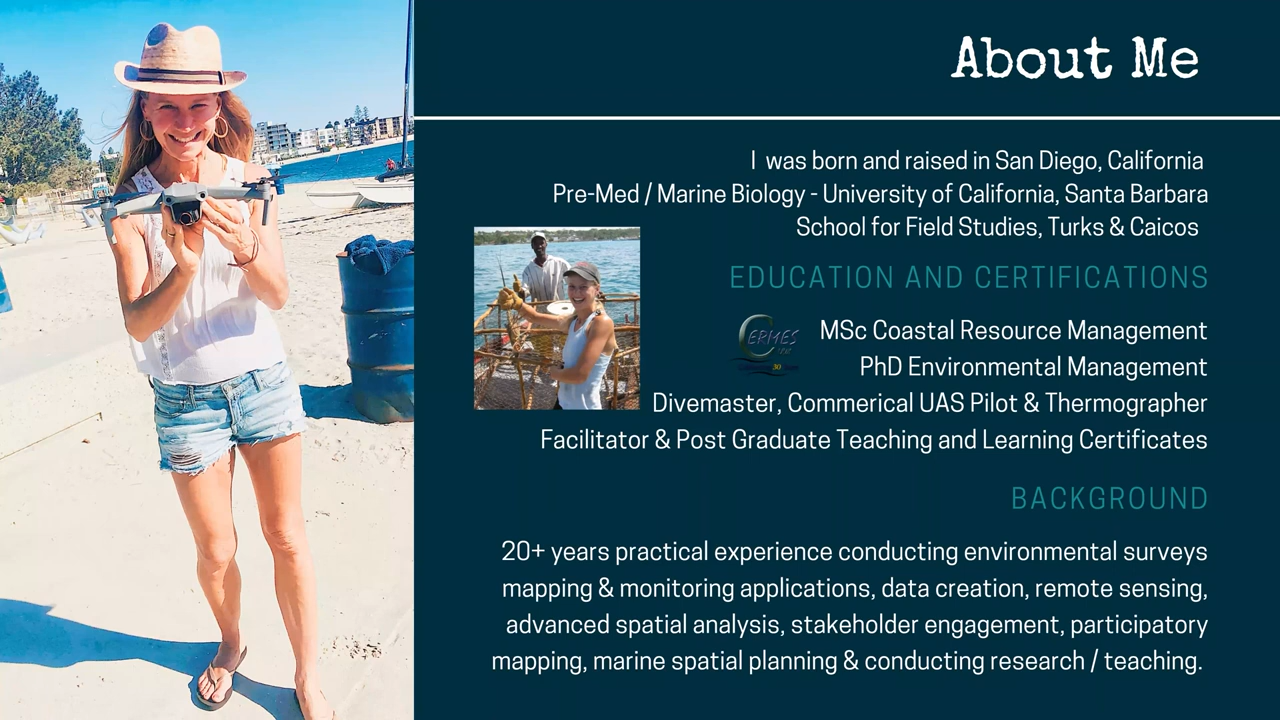 About Me
I was born and raised in San Diego, California
Pre-Med / Marine Biology - University of California, Santa Barbara
School for Field Studies, Turks & Caicos
EDUCATION AND CERTIFICATIONS
CERMES
MSc Coastal Resource Management
PhD Environmental Management
Divemaster, Commerical UAS Pilot & Thermographer
Facilitator & Post Graduate Teaching and Learning Certificates
BACKGROUND
20+ years practical experience conducting environmental surveys
mapping & monitoring applications, data creation, remote sensing,
advanced spatial analysis, stakeholder engagement, participatory
mapping, marine spatial planning & conducting research / teaching.